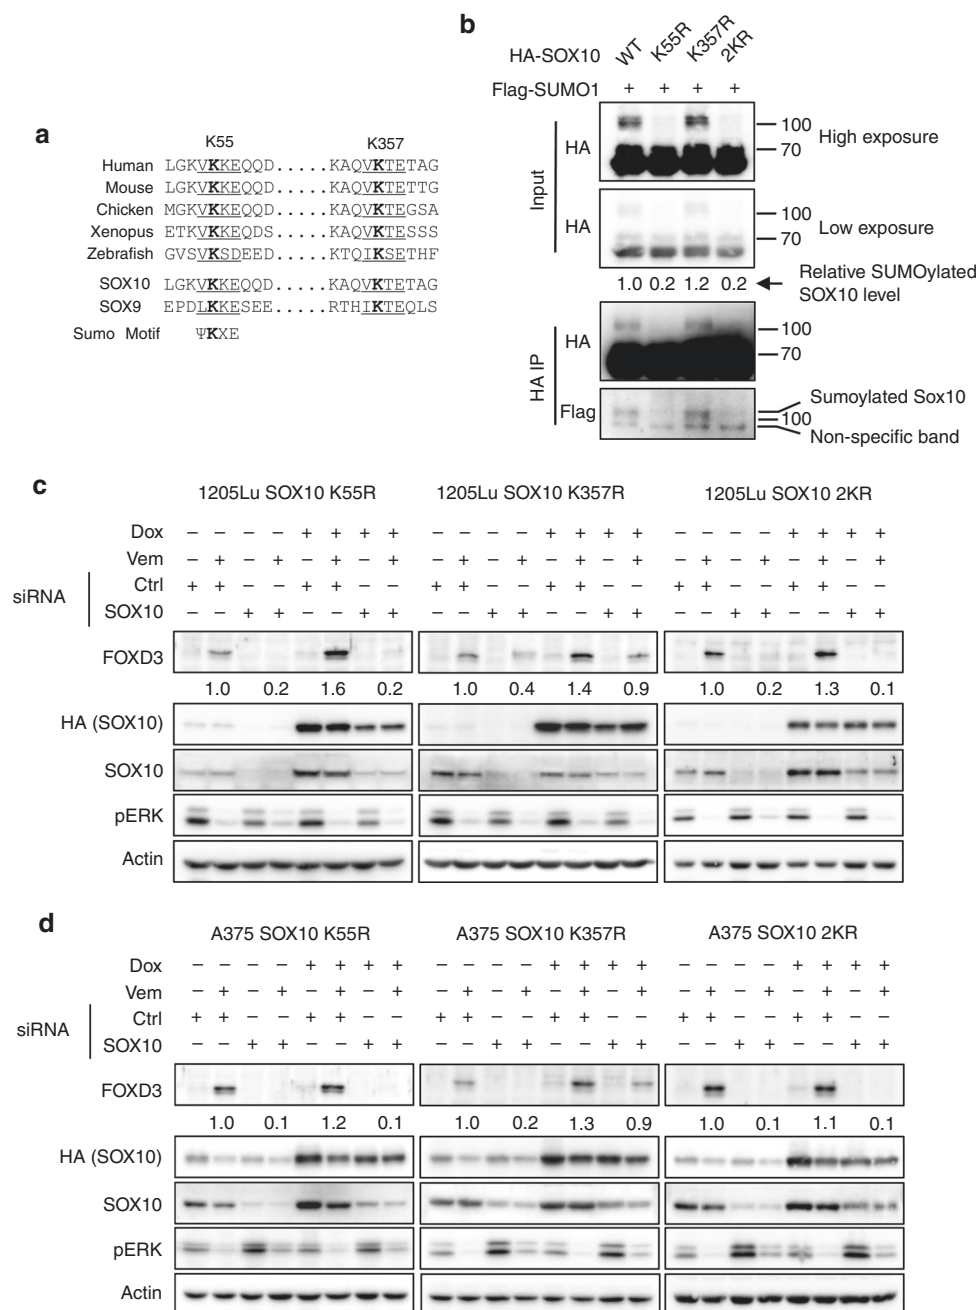 a
K55 K357
Human LGKVKKEQQD.....KAQVKTETAG
Mouse LGKVKKEQQD.....KAQVKTETTG
Chicken MGKVKKEQQD.....KAQVKTEGSA
Xenopus ETKVKKEQDS.....KAQVKTESSS
Zebrafish GVSVKSDEED.....KTQIKSETHF
SOX10 LGKVKKEQQD.....KAQVKTETAG
SOX9 EPDLKKESEE.....RTHIKTEQLS
Sumo Motif ΨKXE
b
HA-SOX10 WT K55R K357R 2KR
Flag-SUMO1 + + + +
Input
HA 100 70 High exposure
HA 100 70 Low exposure
1.0 0.2 1.2 0.2 Relative SUMOylated SOX10 level
HA IP
HA 100 70
Flag Sumoylated Sox10
100
Non-specific band
c
1205Lu SOX10 K55R 1205Lu SOX10 K357R 1205Lu SOX10 2KR
Dox − − − − + + + + − − − − + + + + − − − − + + + +
Vem − + − + − + − + − + − + − + − + − + − + − + − +
siRNA
Ctrl + + − − + + − − + + − − + + − − + + − − + + − −
SOX10 − − + + − − + + − − + + − − + + − − + + − − + +
FOXD3
1.0 0.2 1.6 0.2 1.0 0.4 1.4 0.9 1.0 0.2 1.3 0.1
HA (SOX10)
SOX10
pERK
Actin
d
A375 SOX10 K55R A375 SOX10 K357R A375 SOX10 2KR
Dox − − − − + + + + − − − − + + + + − − − − + + + +
Vem − + − + − + − + − + − + − + − + − + − + − + − +
siRNA
Ctrl + + − − + + − − + + − − + + − − + + − − + + − −
SOX10 − − + + − − + + − − + + − − + + − − + + − − + +
FOXD3
1.0 0.1 1.2 0.1 1.0 0.2 1.3 0.9 1.0 0.1 1.1 0.1
HA (SOX10)
SOX10
pERK
Actin